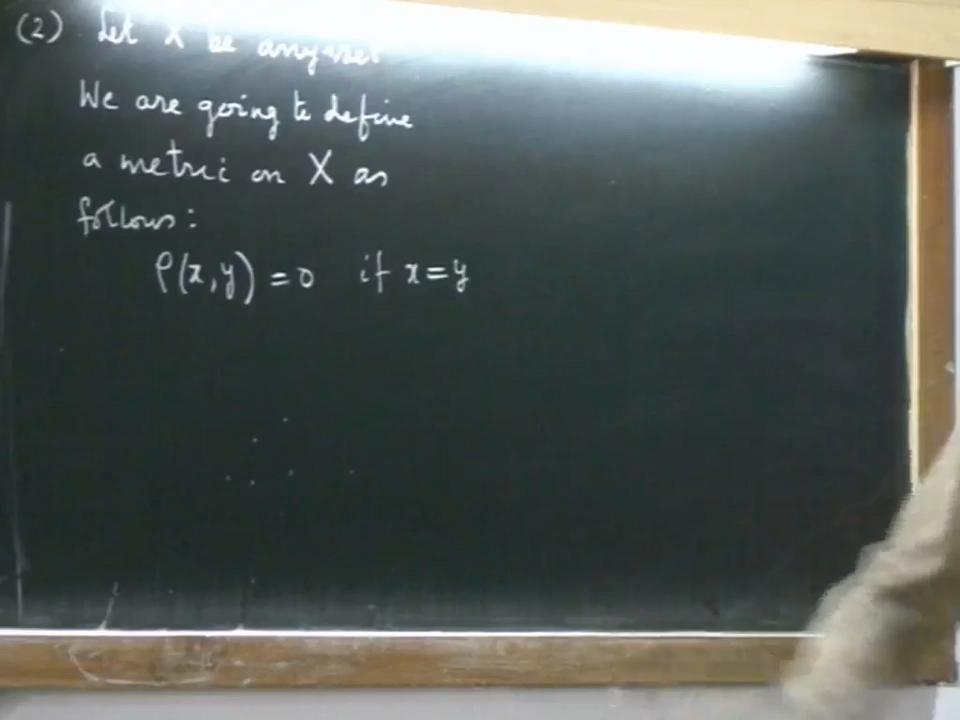 (2) Let X be any set
We are going to define
a metric on X as
follows:
ρ(x,y) = 0 if x = y